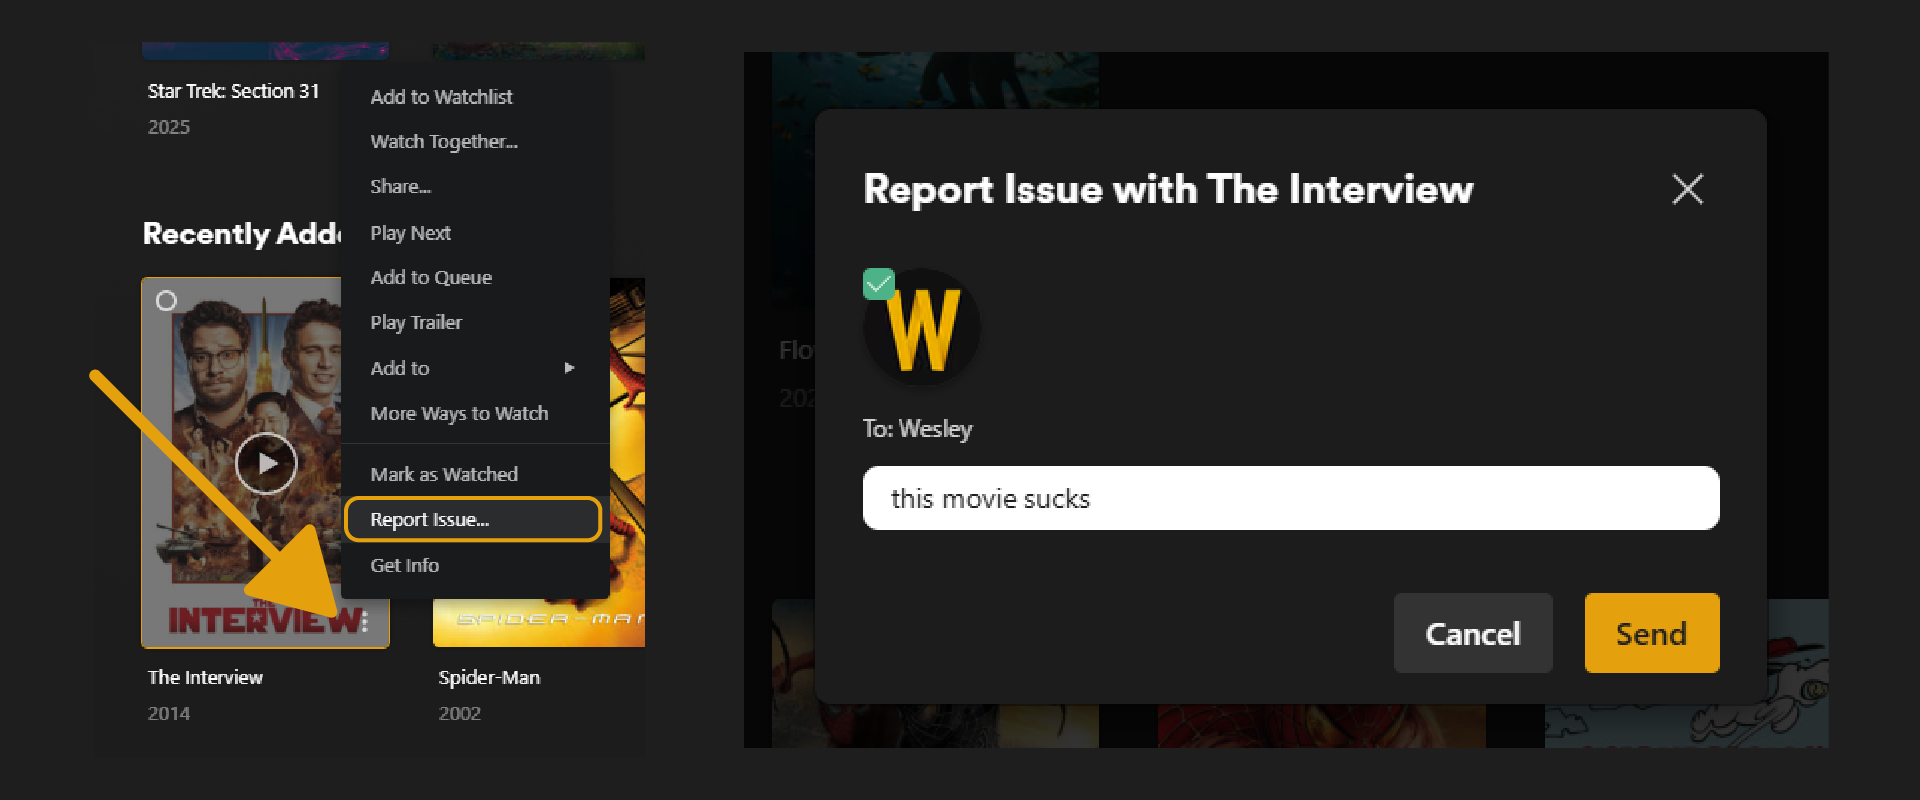 Star Trek: Section 31
2025
Add to Watchlist
Watch Together...
Share...
Play Next
Add to Queue
Play Trailer
Add to
More Ways to Watch
Mark as Watched
Report Issue...
Get Info
Recently Adde
THE
INTERVIEW
The Interview
2014
SPIDER-MAN
Spider-Man
2002
Report Issue with The Interview
W
To: Wesley
this movie sucks
Cancel
Send
Flo
202